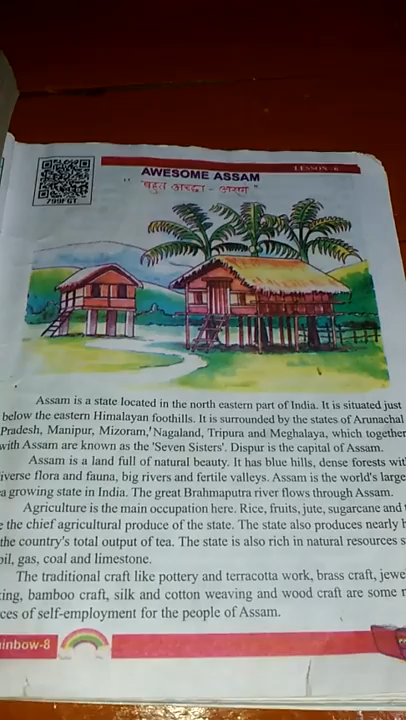 LESSON - 6
AWESOME ASSAM
" बहुत अच्छा - असम "
799FGT
Assam is a state located in the north eastern part of India. It is situated just
below the eastern Himalayan foothills. It is surrounded by the states of Arunachal
Pradesh, Manipur, Mizoram, Nagaland, Tripura and Meghalaya, which together
with Assam are known as the 'Seven Sisters'. Dispur is the capital of Assam.
Assam is a land full of natural beauty. It has blue hills, dense forests wit
iverse flora and fauna, big rivers and fertile valleys. Assam is the world's large
a growing state in India. The great Brahmaputra river flows through Assam.
Agriculture is the main occupation here. Rice, fruits, jute, sugarcane and
e the chief agricultural produce of the state. The state also produces nearly h
the country's total output of tea. The state is also rich in natural resources s
oil, gas, coal and limestone.
The traditional craft like pottery and terracotta work, brass craft, jewe
ing, bamboo craft, silk and cotton weaving and wood craft are some
ces of self-employment for the people of Assam.
inbow-8